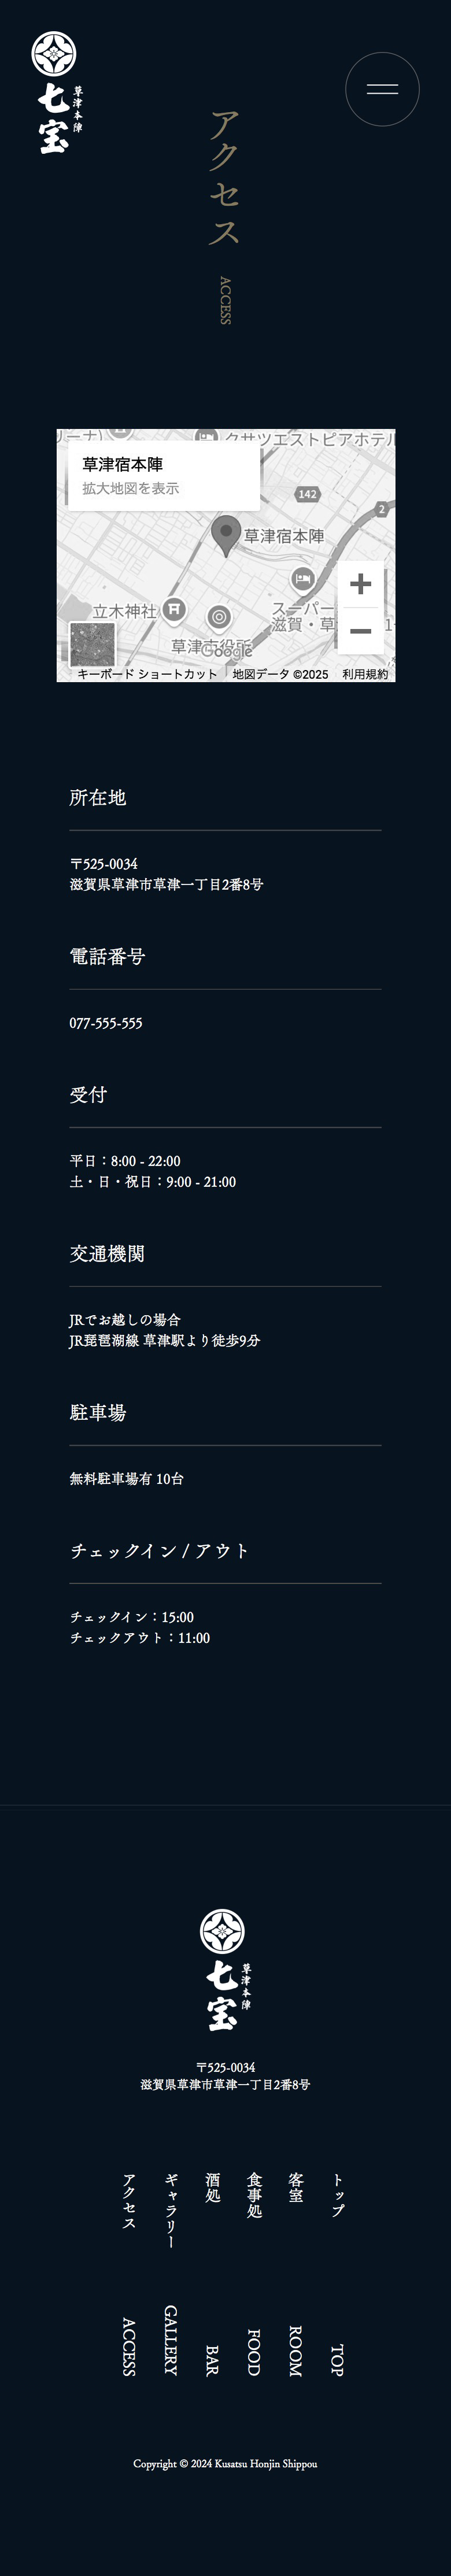 草津本陣
七宝
アクセス
ACCESS
クサツエストピアホテル
リーナ)
草津宿本陣
拡大地図を表示
142
2
草津宿本陣
立木神社
スーパー
滋賀・草
草津市役所
Google
キーボード ショートカット
地図データ ©2025
利用規約
所在地
〒525-0034
滋賀県草津市草津一丁目2番8号
電話番号
077-555-555
受付
平日：8:00 - 22:00
土・日・祝日：9:00 - 21:00
交通機関
JRでお越しの場合
JR琵琶湖線 草津駅より徒歩9分
駐車場
無料駐車場有 10台
チェックイン / アウト
チェックイン：15:00
チェックアウト：11:00
草津本陣
七宝
〒525-0034
滋賀県草津市草津一丁目2番8号
トップ
TOP
客室
ROOM
食事処
FOOD
酒処
BAR
ギャラリー
GALLERY
アクセス
ACCESS
Copyright © 2024 Kusatsu Honjin Shippou